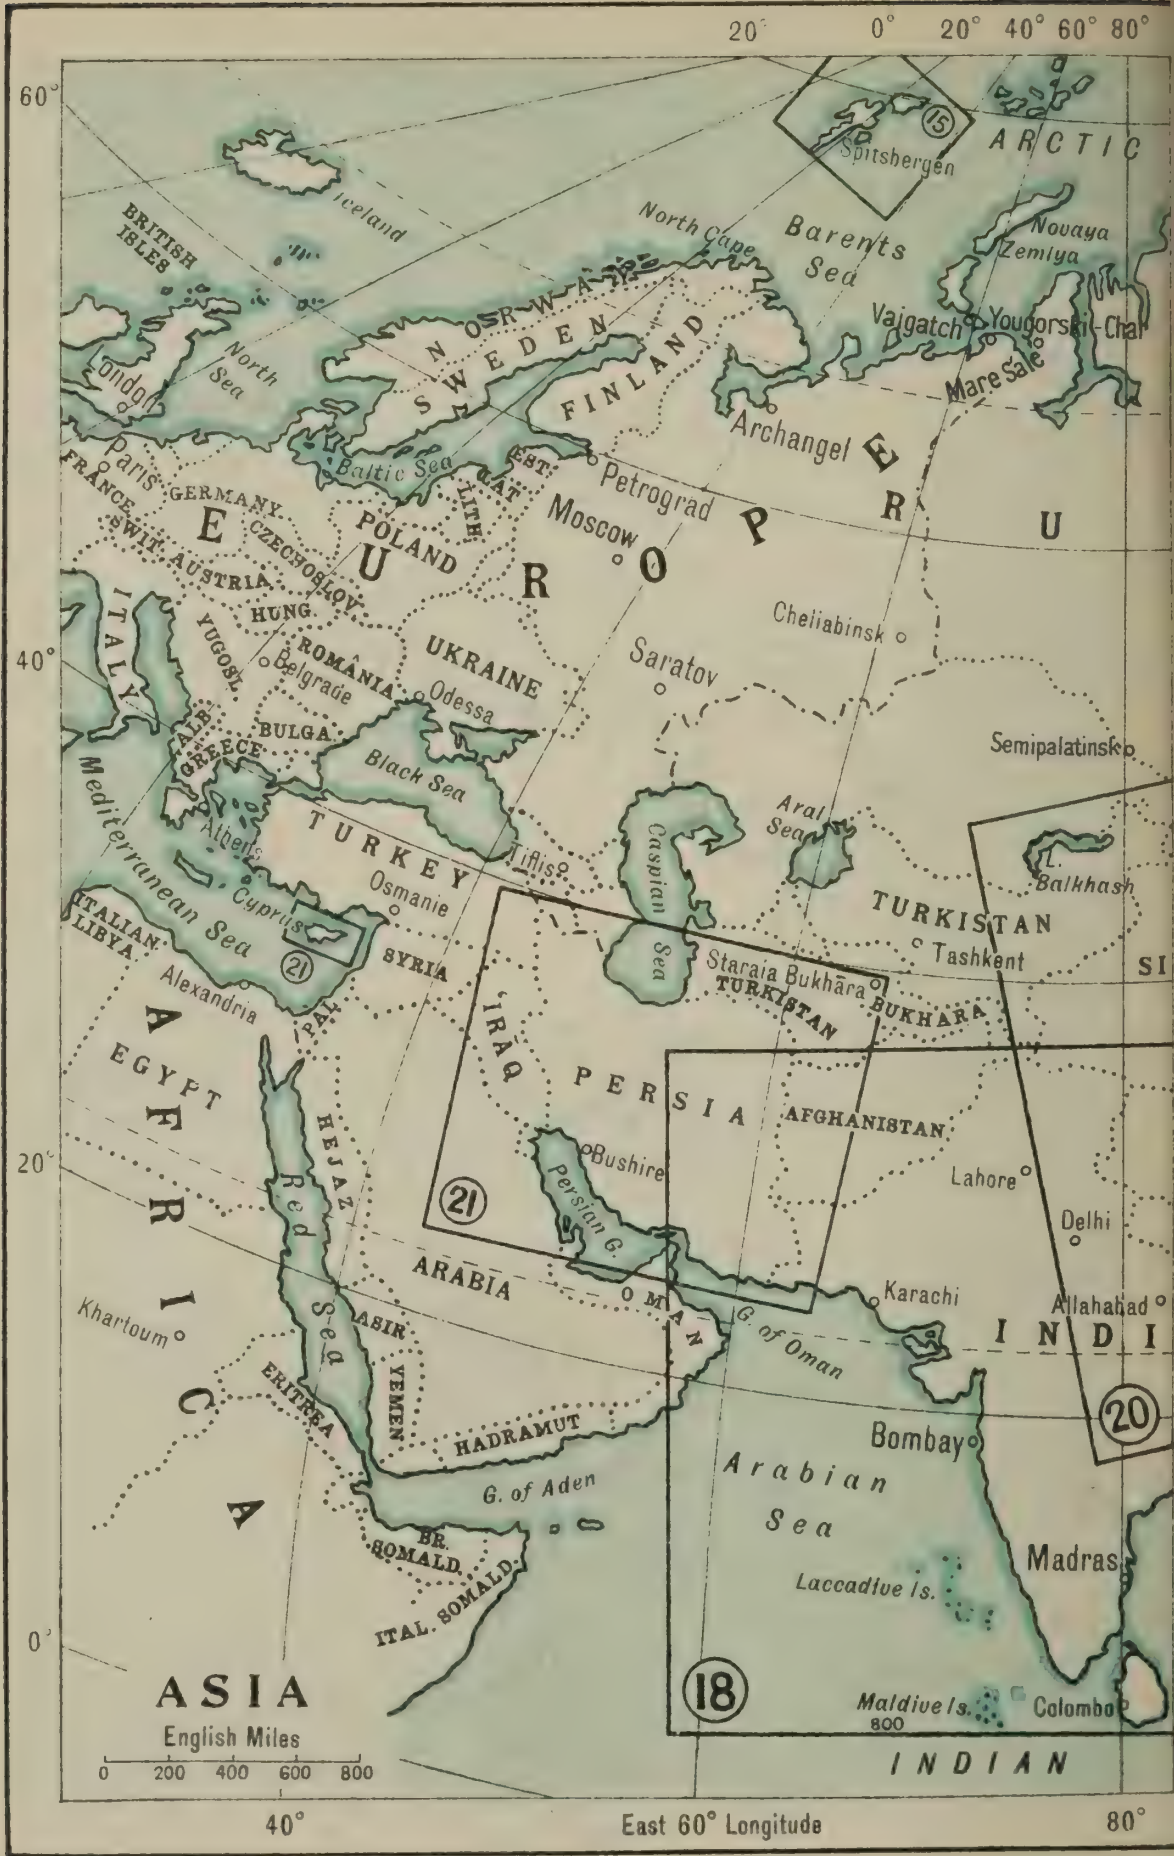 20° 0° 20° 40° 60° 80°
60°
15
ARCTIC
Spitsbergen
Iceland
BRITISH
ISLES
North Cape
Barents
Sea
Novaya
Zemlya
NORWAY
SWEDEN
FINLAND
Vaigatch
Yougorski-Char
Mare Sale
North
Sea
London
Archangel
Paris
FRANCE
Baltic Sea
EST.
LAT
LITH
Petrograd
GERMANY
SWIT.
CZECHOSLOV.
POLAND
Moscow
EUROPE
R
U
AUSTRIA
HUNG.
ITALY
YUGOSL.
Cheliabinsk
40°
ROMÂNIA
Belgrade
UKRAINE
Saratov
Odessa
ALB.
BULGA.
GREECE
Black Sea
Semipalatinsk
Mediterranean Sea
Athens
TURKEY
Tiflis
Caspian
Sea
Aral
Sea
L.
Balkhash
Osmanie
Cyprus
21
ITALIAN
LIBYA
SYRIA
TURKISTAN
Tashkent
SI
Staraia Bukhāra
TURKISTAN
BUKHARA
Alexandria
PAL.
'IRĀQ
AFRICA
EGYPT
PERSIA
AFGHANISTAN
HEJAZ
20°
Bushire
Lahore
21
Persian G.
Red
Sea
Delhi
ARABIA
OMAN
Karachi
Allahabad
Khartoum
ASIR
G. of Oman
INDI
ERITREA
YEMEN
HADRAMUT
20
Bombay
Arabian
Sea
G. of Aden
BR.
SOMALD.
Madras
Laccadive Is.
ITAL. SOMALD.
0°
ASIA
English Miles
0 200 400 600 800
18
Maldive Is.
800
Colombo
INDIAN
40° East 60° Longitude 80°